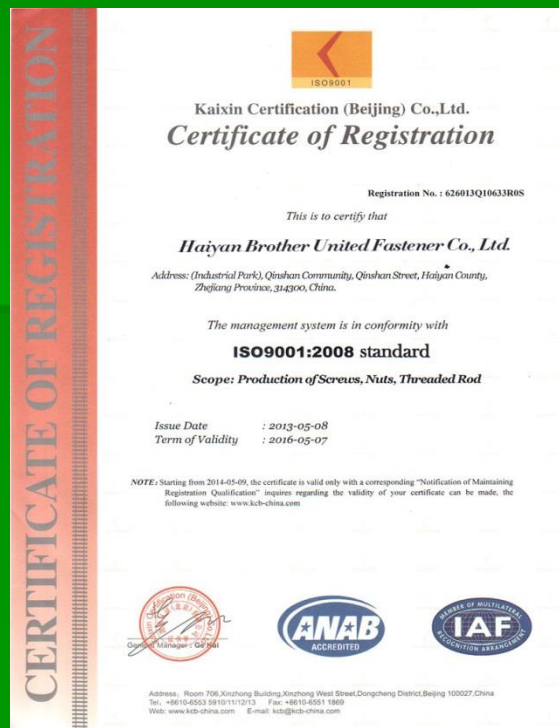 CERTIFICATE OF REGISTRATION
ISO9001
Kaixin Certification (Beijing) Co.,Ltd.
Certificate of Registration
Registration No. : 626013Q10633R0S
This is to certify that
Haiyan Brother United Fastener Co., Ltd.
Address: (Industrial Park), Qinshan Community, Qinshan Street, Haiyan County,
Zhejiang Province, 314300, China.
The management system is in conformity with
ISO9001:2008 standard
Scope: Production of Screws, Nuts, Threaded Rod
Issue Date : 2013-05-08
Term of Validity : 2016-05-07
NOTE: Starting from 2014-05-09, the certificate is valid only with a corresponding "Notification of Maintaining
Registration Qualification" inquires regarding the validity of your certificate can be made, the
following website: www.kcb-china.com
General Manager : Ge Kai
ANAB
ACCREDITED
MEMBER OF MULTILATERAL
IAF
RECOGNITION ARRANGEMENT
Address: Room 706,Xinzhong Building,Xinzhong West Street,Dongcheng District,Beijing 100027,China
Tel: +8610-6553 5910/11/12/13 Fax: +8610-6551 1869
Web: www.kcb-china.com E-mail: kcb@kcb-china.com